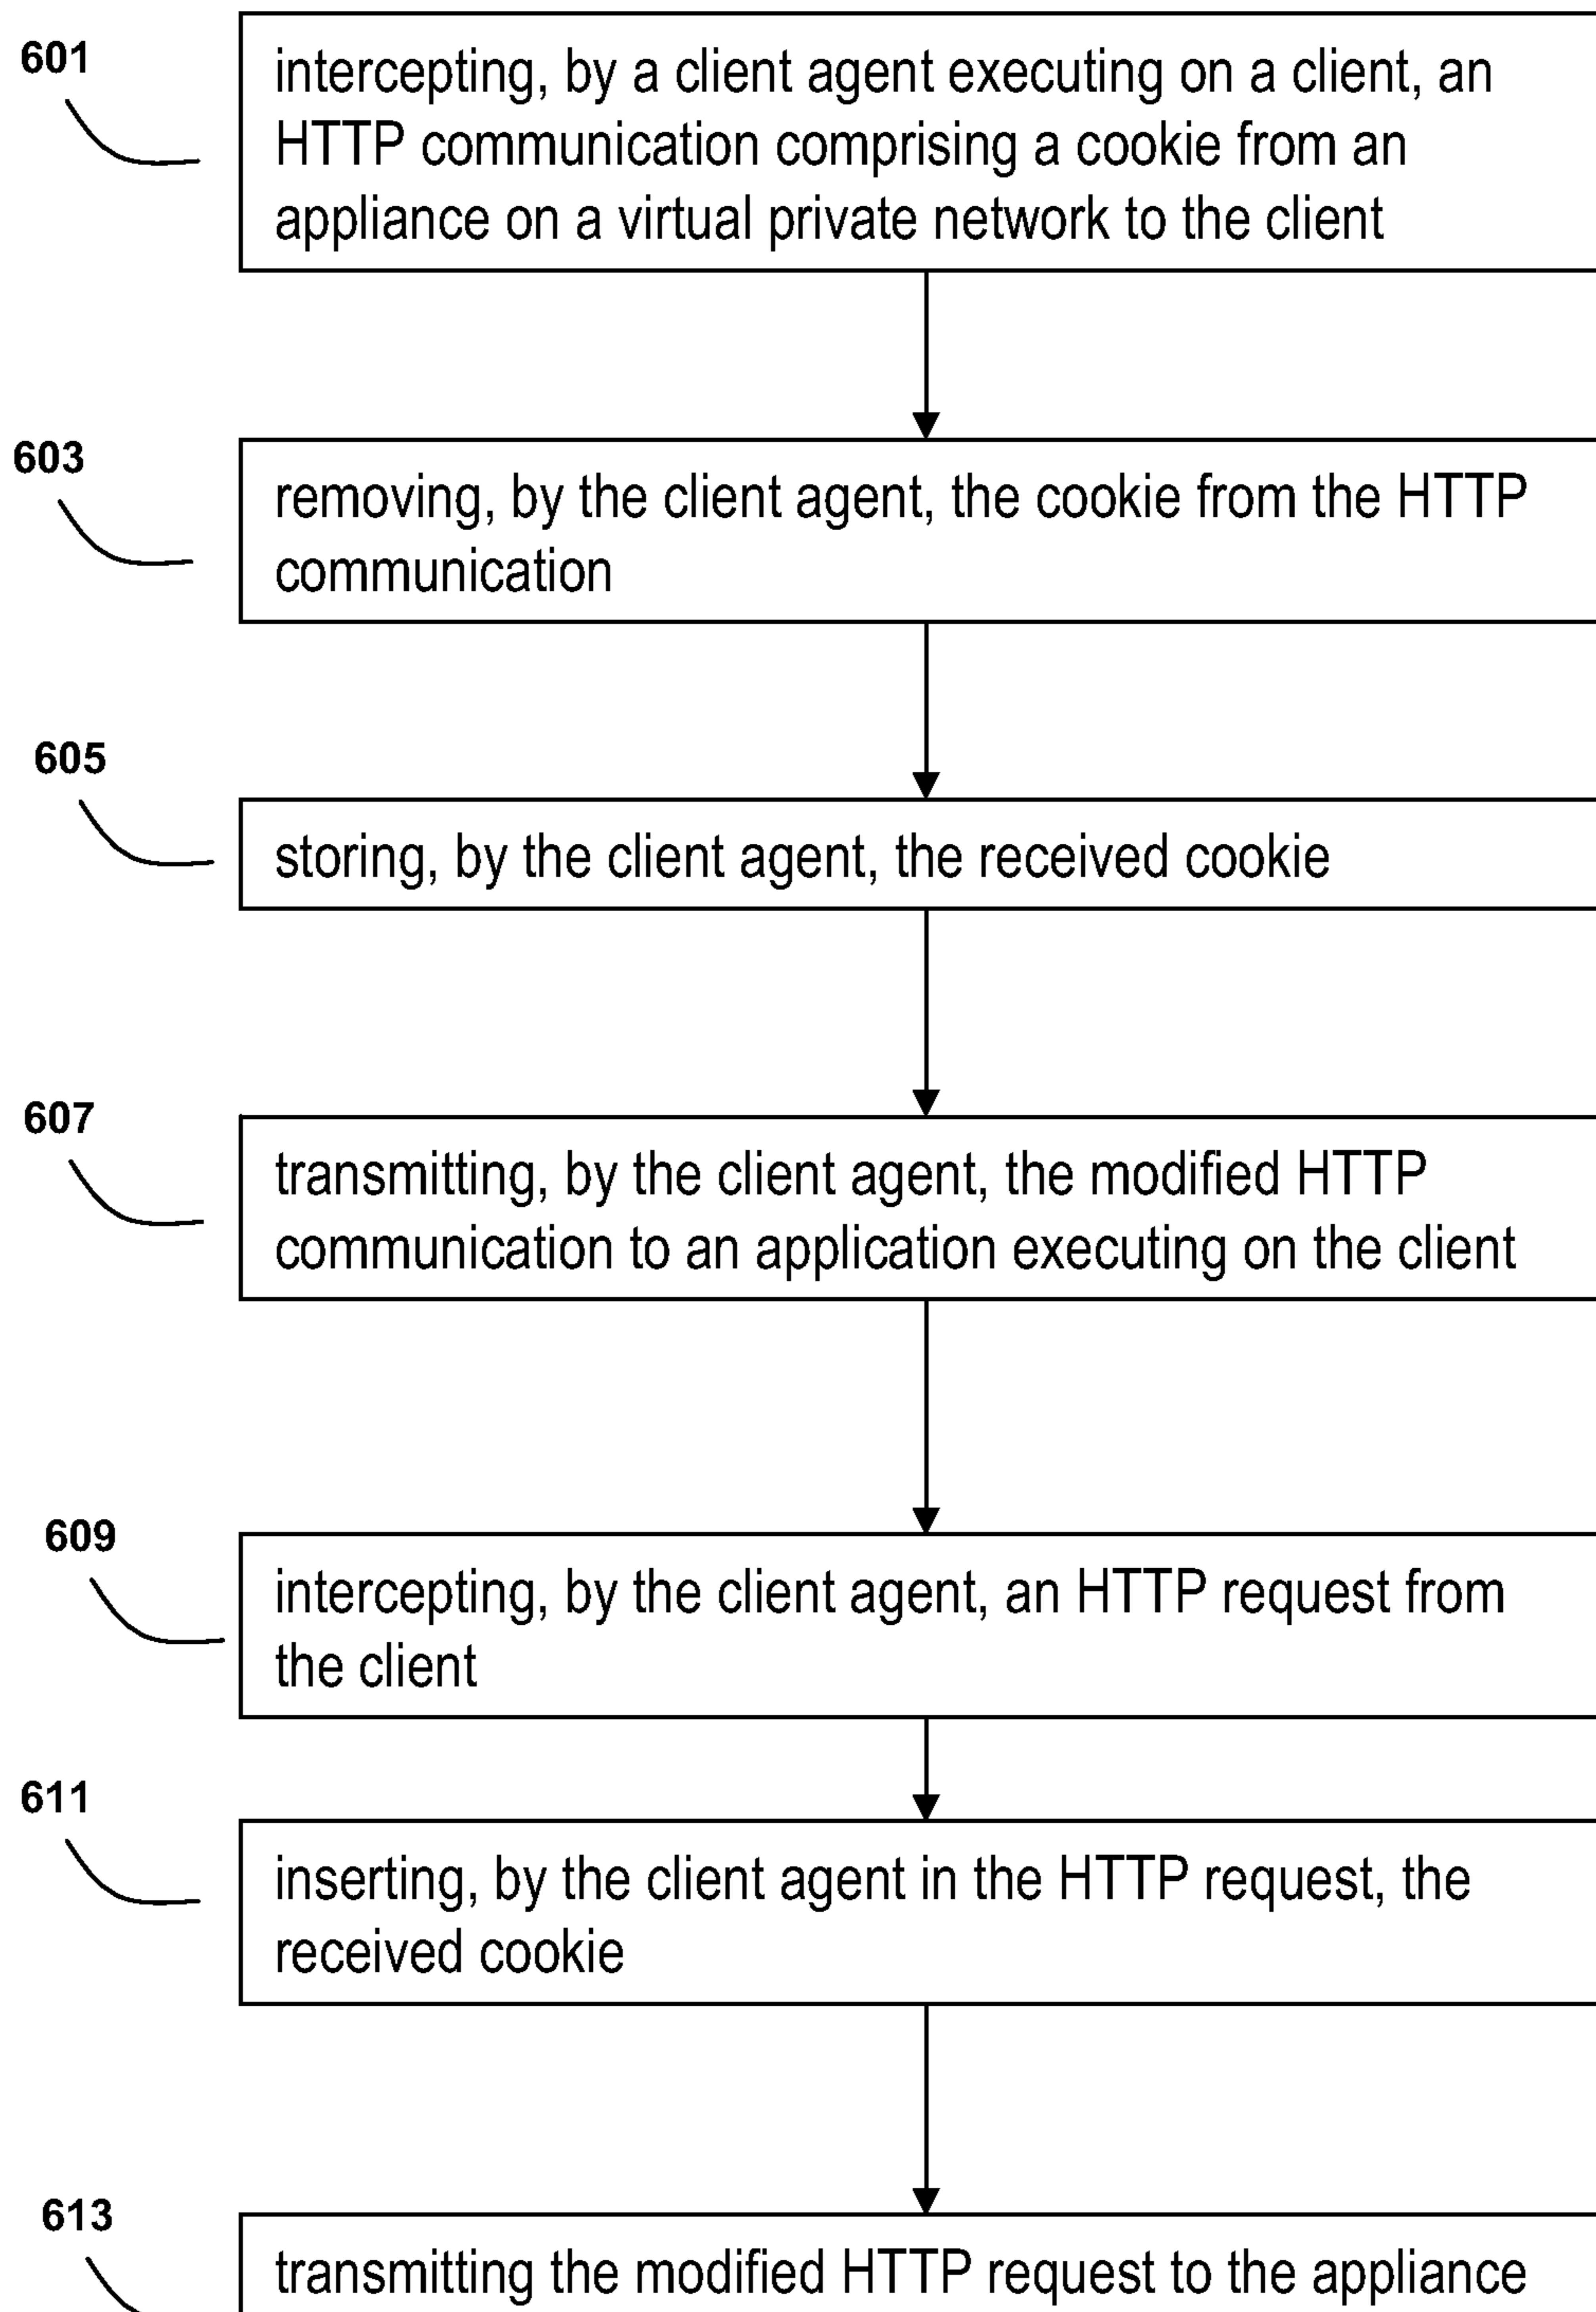 601
intercepting, by a client agent executing on a client, an
HTTP communication comprising a cookie from an
appliance on a virtual private network to the client
603
removing, by the client agent, the cookie from the HTTP
communication
605
storing, by the client agent, the received cookie
607
transmitting, by the client agent, the modified HTTP
communication to an application executing on the client
609
intercepting, by the client agent, an HTTP request from
the client
611
inserting, by the client agent in the HTTP request, the
received cookie
613
transmitting the modified HTTP request to the appliance